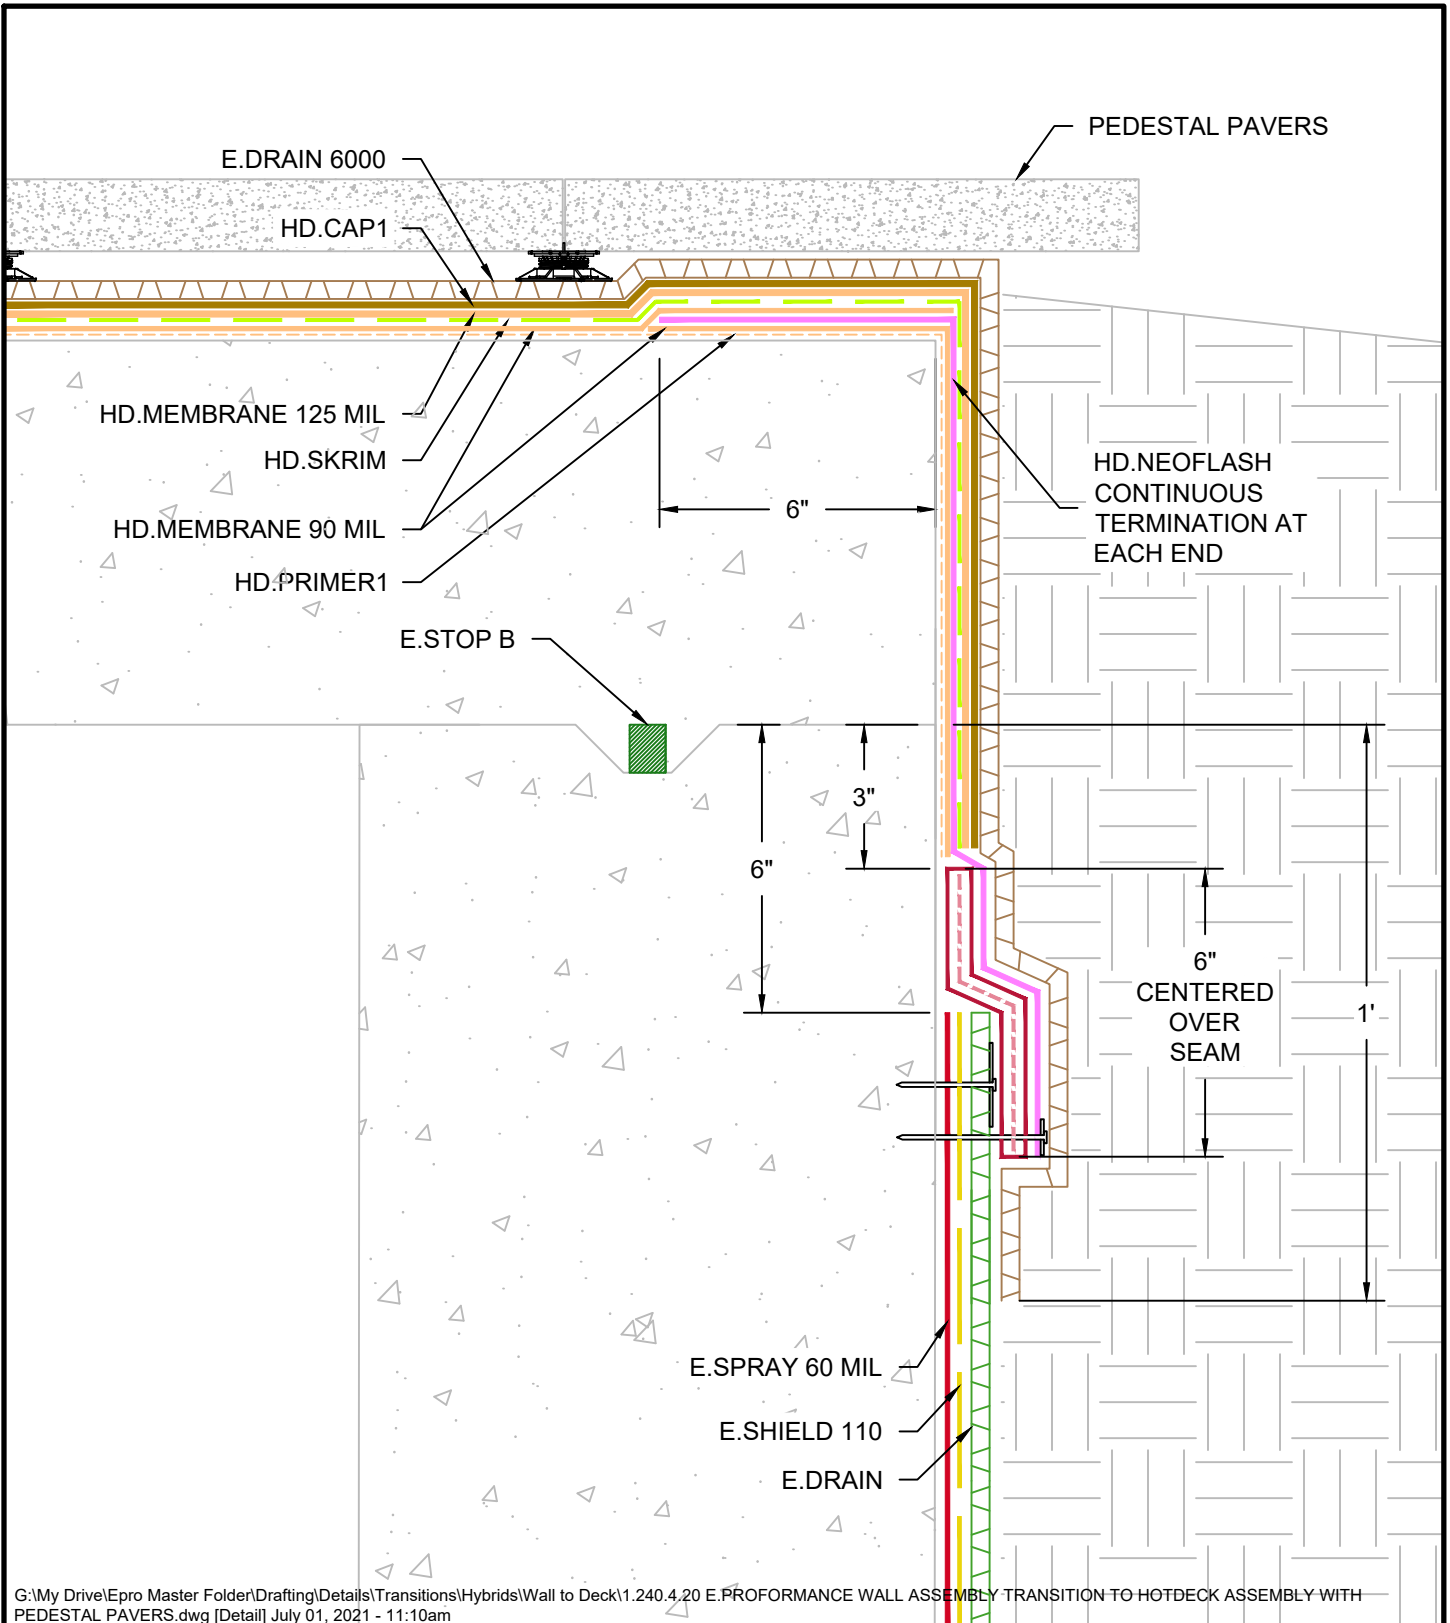 PEDESTAL PAVERS
E.DRAIN 6000
HD.CAP1
HD.MEMBRANE 125 MIL
HD.SKRIM
HD.MEMBRANE 90 MIL
HD.PRIMER1
6"
HD.NEOFLASH
CONTINUOUS
TERMINATION AT
EACH END
E.STOP B
3"
6"
6"
CENTERED
OVER
SEAM
1'
E.SPRAY 60 MIL
E.SHIELD 110
E.DRAIN
G:\My Drive\Epro Master Folder\Drafting\Details\Transitions\Hybrids\Wall to Deck\1.240.4.20 E.PROFORMANCE WALL ASSEMBLY TRANSITION TO HOTDECK ASSEMBLY WITH
PEDESTAL PAVERS.dwg [Detail] July 01, 2021 - 11:10am